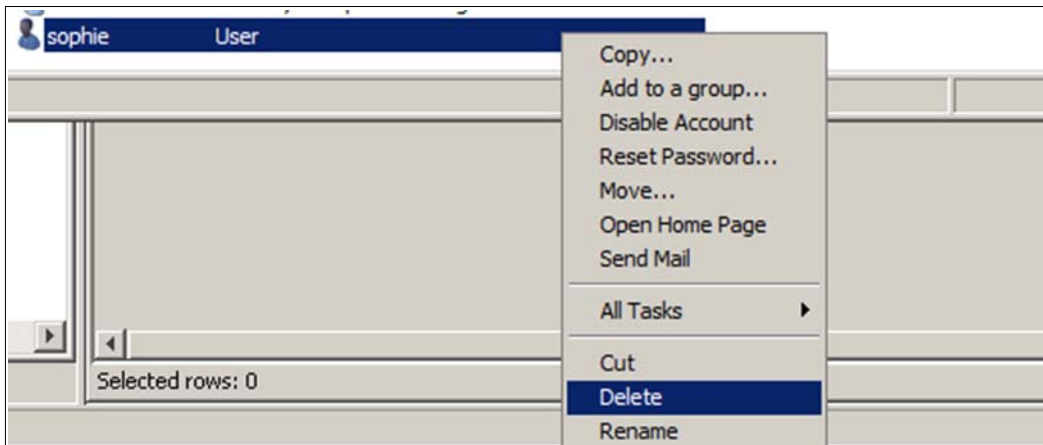 sophie User
Copy...
Add to a group...
Disable Account
Reset Password...
Move...
Open Home Page
Send Mail
All Tasks
Cut
Delete
Rename
Selected rows: 0